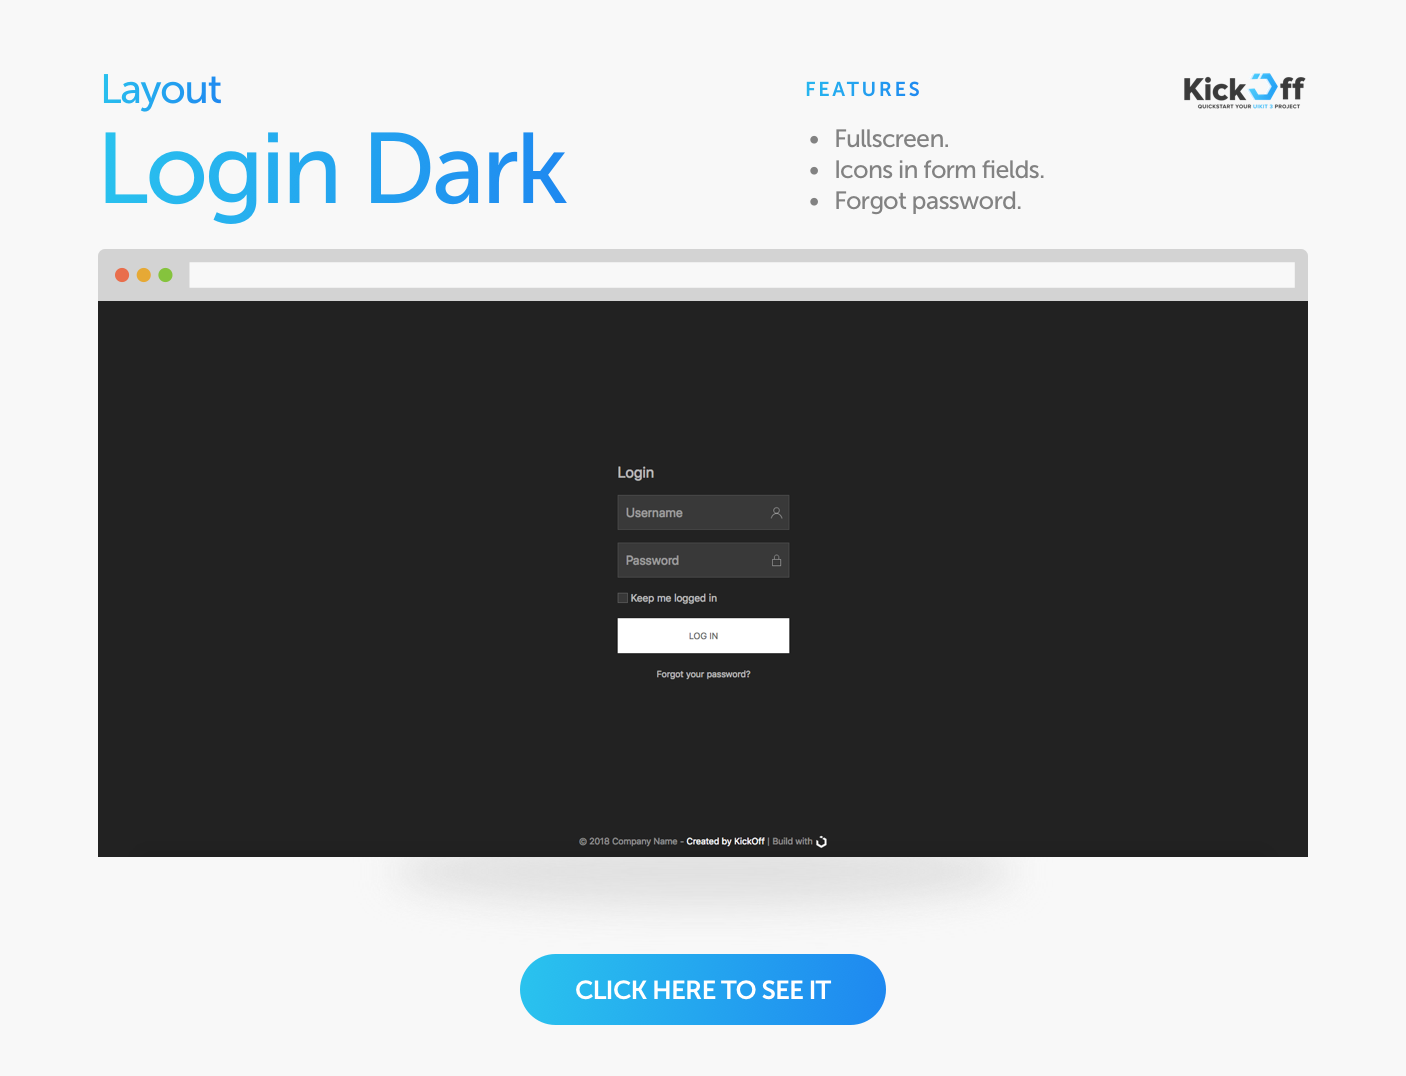 Layout
Login Dark
FEATURES
• Fullscreen.
• Icons in form fields.
• Forgot password.
KickOff
QUICKSTART YOUR UIKIT 3 PROJECT
Login
Username
Password
Keep me logged in
LOG IN
Forgot your password?
© 2018 Company Name - Created by KickOff | Build with
CLICK HERE TO SEE IT